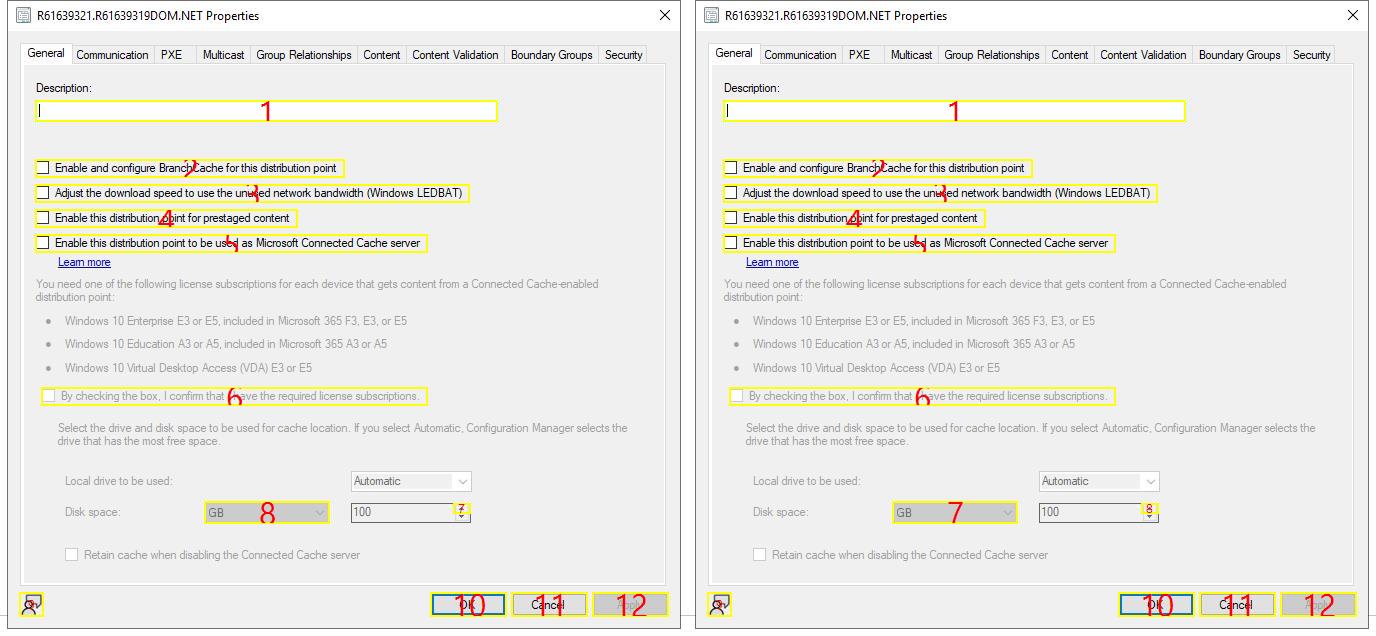 R61639321.R61639319DOM.NET Properties
General Communication PXE Multicast Group Relationships Content Content Validation Boundary Groups Security
Description:
1
2
Enable and configure BranchCache for this distribution point
3
Adjust the download speed to use the unused network bandwidth (Windows LEDBAT)
4
Enable this distribution point for prestaged content
5
Enable this distribution point to be used as Microsoft Connected Cache server
Learn more
You need one of the following license subscriptions for each device that gets content from a Connected Cache-enabled
distribution point:
• Windows 10 Enterprise E3 or E5, included in Microsoft 365 F3, E3, or E5
• Windows 10 Education A3 or A5, included in Microsoft 365 A3 or A5
• Windows 10 Virtual Desktop Access (VDA) E3 or E5
6
By checking the box, I confirm that I have the required license subscriptions.
Select the drive and disk space to be used for cache location. If you select Automatic, Configuration Manager selects the
drive that has the most free space.
Local drive to be used: Automatic
Disk space: GB 8 100 7
Retain cache when disabling the Connected Cache server
OK 10 Cancel 11 Apply 12
R61639321.R61639319DOM.NET Properties
General Communication PXE Multicast Group Relationships Content Content Validation Boundary Groups Security
Description:
1
2
Enable and configure BranchCache for this distribution point
3
Adjust the download speed to use the unused network bandwidth (Windows LEDBAT)
4
Enable this distribution point for prestaged content
5
Enable this distribution point to be used as Microsoft Connected Cache server
Learn more
You need one of the following license subscriptions for each device that gets content from a Connected Cache-enabled
distribution point:
• Windows 10 Enterprise E3 or E5, included in Microsoft 365 F3, E3, or E5
• Windows 10 Education A3 or A5, included in Microsoft 365 A3 or A5
• Windows 10 Virtual Desktop Access (VDA) E3 or E5
6
By checking the box, I confirm that I have the required license subscriptions.
Select the drive and disk space to be used for cache location. If you select Automatic, Configuration Manager selects the
drive that has the most free space.
Local drive to be used: Automatic
Disk space: GB 7 100 8
Retain cache when disabling the Connected Cache server
OK 10 Cancel 11 Apply 12